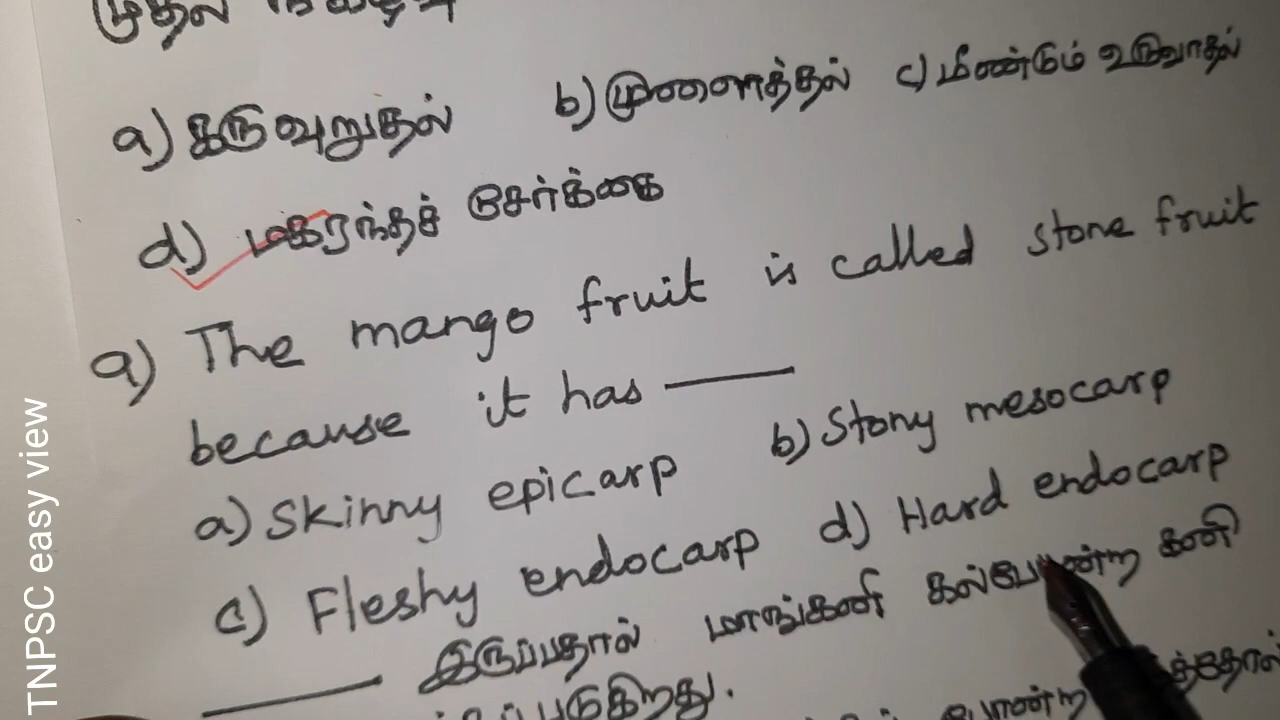 முதல்
a) கருவுறுதல் b) முளைத்தல் c) மீண்டும் உருவாதல்
d) மகரந்தச் சேர்க்கை
9) The mango fruit is called stone fruit
because it has ———
a) Skinny epicarp b) Stony mesocarp
c) Fleshy endocarp d) Hard endocarp
______ இருப்பதால் மாங்கனி கல்போன்ற கனி
போன்ற
TNPSC easy view